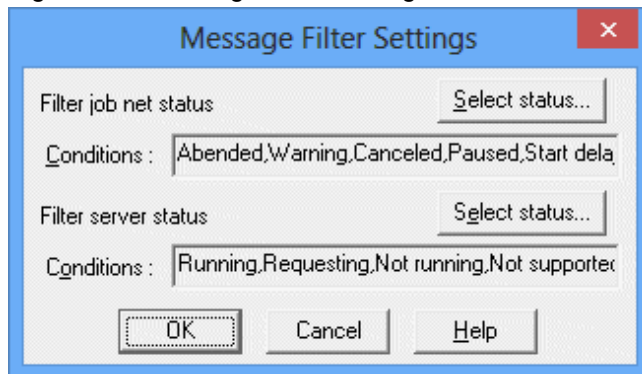 Message Filter Settings
Filter job net status
Select status...
Conditions : Abended,Warning,Canceled,Paused,Start dela
Filter server status
Select status...
Conditions : Running,Requesting,Not running,Not supported
OK Cancel Help